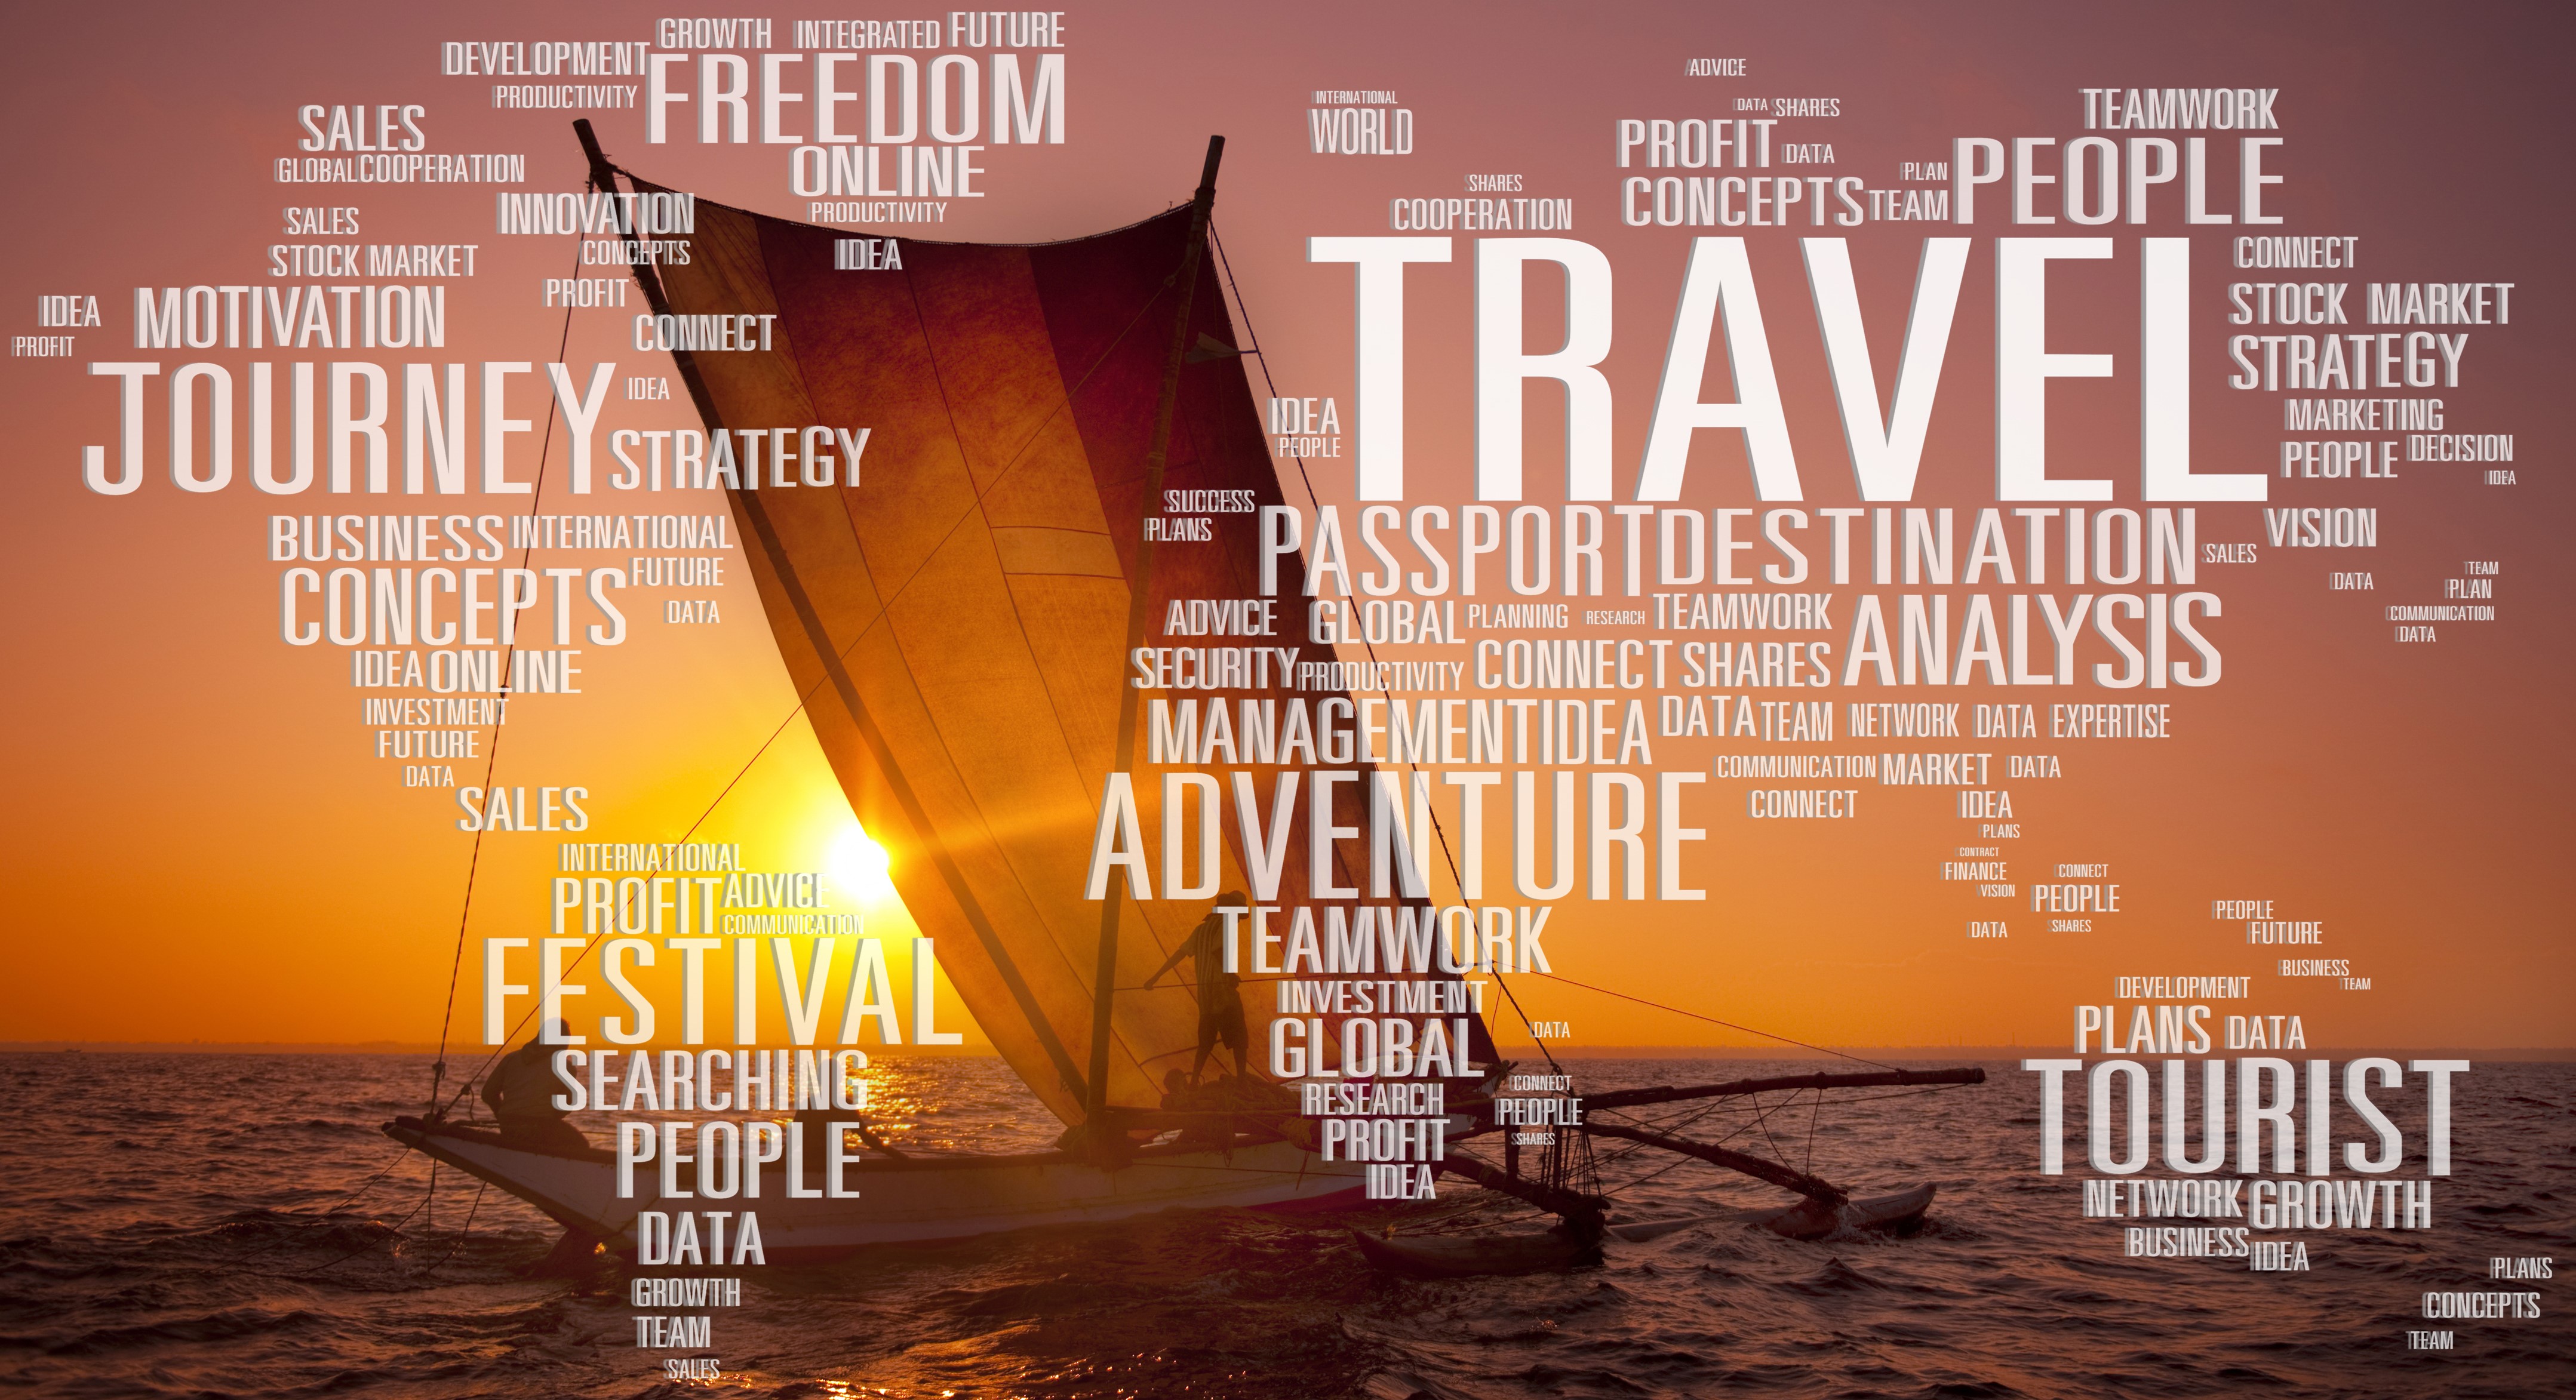 GROWTH INTEGRATED FUTURE
DEVELOPMENT FREEDOM
PRODUCTIVITY
SALES
GLOBAL COOPERATION
ONLINE
INNOVATION PRODUCTIVITY
SALES
STOCK MARKET CONCEPTS IDEA
IDEA MOTIVATION PROFIT
PROFIT CONNECT
JOURNEY IDEA
STRATEGY
BUSINESS INTERNATIONAL
CONCEPTS FUTURE
DATA
IDEA ONLINE
INVESTMENT
FUTURE
DATA
SALES
INTERNATIONAL
PROFIT ADVICE
COMMUNICATION
FESTIVAL
SEARCHING
PEOPLE
DATA
GROWTH
TEAM
SALES
ADVICE
INTERNATIONAL DATA SHARES TEAMWORK
WORLD PROFIT DATA PEOPLE
SHARES PLAN
COOPERATION CONCEPTS TEAM
TRAVEL
CONNECT
STOCK MARKET
STRATEGY
IDEA MARKETING
PEOPLE PEOPLE DECISION
IDEA
SUCCESS
PLANS PASSPORT DESTINATION SALES VISION
TEAM
DATA PLAN
COMMUNICATION
DATA
ADVICE GLOBAL PLANNING RESEARCH TEAMWORK ANALYSIS
SECURITY PRODUCTIVITY CONNECT SHARES
MANAGEMENT IDEA DATA TEAM NETWORK DATA EXPERTISE
ADVENTURE COMMUNICATION MARKET DATA
CONNECT IDEA
PLANS
CONTRACT
FINANCE CONNECT
VISION PEOPLE
DATA SHARES
PEOPLE
FUTURE
BUSINESS
TEAM
TEAMWORK
INVESTMENT
GLOBAL DATA
RESEARCH CONNECT
PROFIT PEOPLE
SHARES
IDEA
DEVELOPMENT
PLANS DATA
TOURIST
NETWORK GROWTH
BUSINESS IDEA
PLANS
CONCEPTS
TEAM